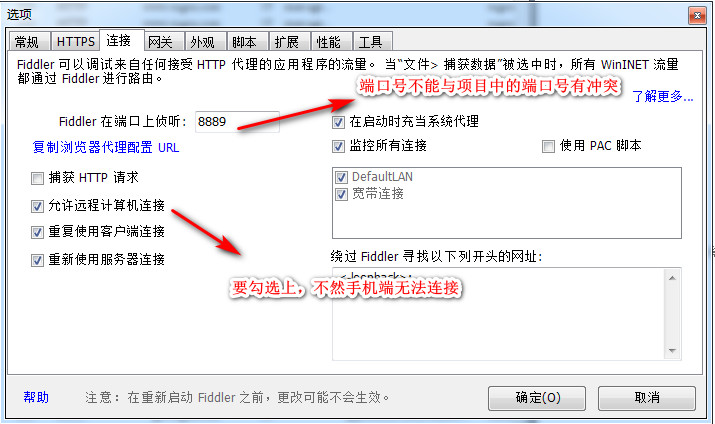 选项
常规 HTTPS 连接 网关 外观 脚本 扩展 性能 工具
Fiddler 可以调试来自任何接受 HTTP 代理的应用程序的流量。当“文件> 捕获数据”被选中时，所有 WinINET 流量
都通过 Fiddler 进行路由。
端口号不能与项目中的端口号有冲突
了解更多...
Fiddler 在端口上侦听: 8889
在启动时充当系统代理
复制浏览器代理配置 URL
监控所有连接 使用 PAC 脚本
捕获 HTTP 请求
DefaultLAN
宽带连接
允许远程计算机连接
重复使用客户端连接
重新使用服务器连接
绕过 Fiddler 寻找以下列开头的网址:
<-loopback>;
要勾选上，不然手机端无法连接
帮助 注意: 在重新启动 Fiddler 之前，更改可能不会生效。 确定(O) 取消